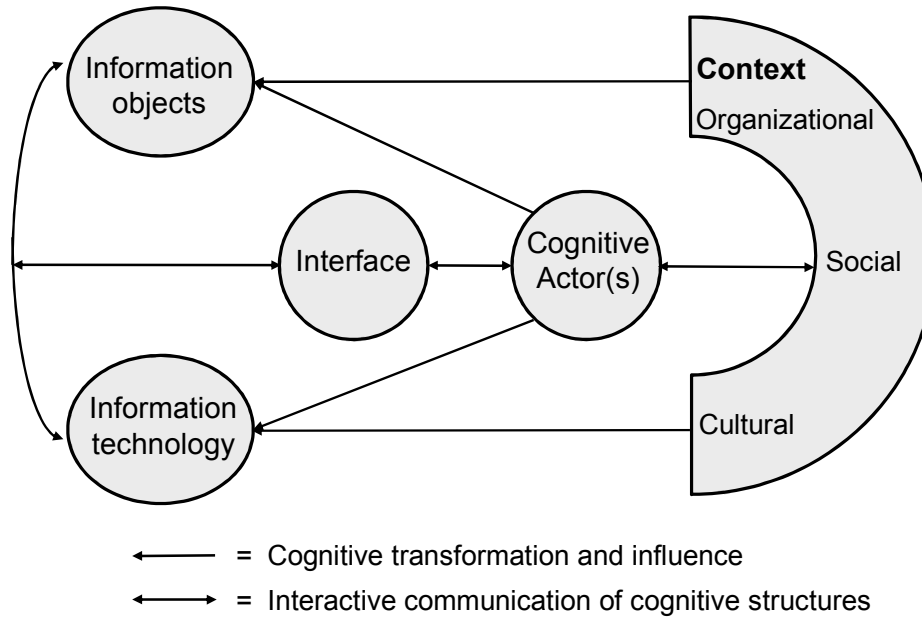 Information
objects
Context
Organizational
Interface
Cognitive
Actor(s)
Social
Information
technology
Cultural
= Cognitive transformation and influence
= Interactive communication of cognitive structures